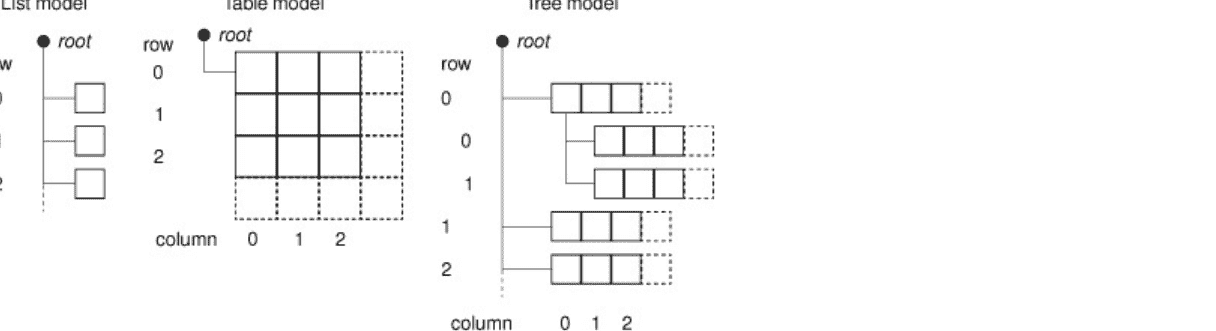 List model
root
w
0
1
2
Table model
root
row
0
1
2
column 0 1 2
Tree model
root
row
0
0
1
1
2
column 0 1 2